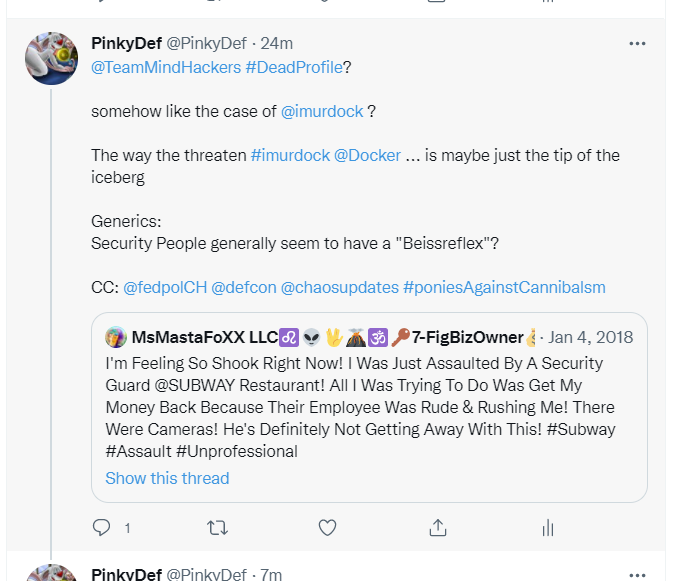 PinkyDef @PinkyDef · 24m
@TeamMindHackers #DeadProfile?
somehow like the case of @imurdock ?
The way the threaten #imurdock @Docker ... is maybe just the tip of the
iceberg
Generics:
Security People generally seem to have a "Beissreflex"?
CC: @fedpolCH @defcon @chaosupdates #poniesAgainstCannibalsm
MsMastaFoXX LLC♌👽🖖🌋🕉🔑7-FigBizOwner · Jan 4, 2018
I'm Feeling So Shook Right Now! I Was Just Assaulted By A Security
Guard @SUBWAY Restaurant! All I Was Trying To Do Was Get My
Money Back Because Their Employee Was Rude & Rushing Me! There
Were Cameras! He's Definitely Not Getting Away With This! #Subway
#Assault #Unprofessional
Show this thread
1
PinkyDef @PinkyDef · 7m